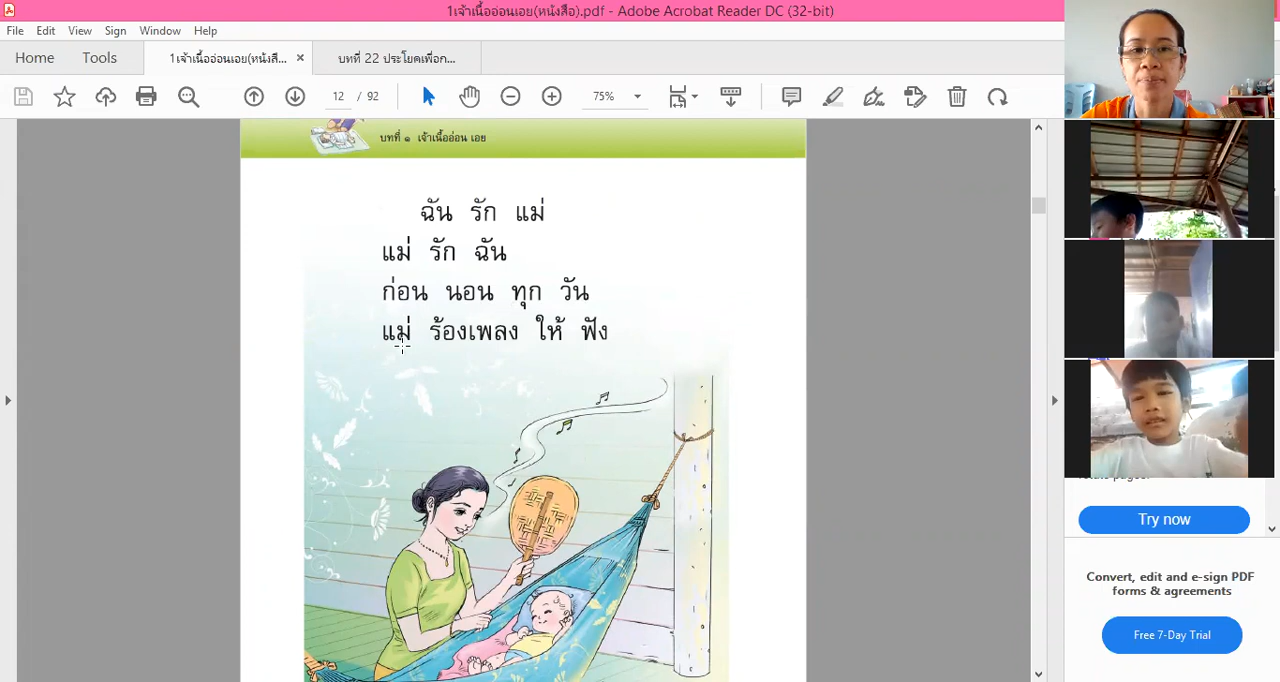 1เจ้าเนื้ออ่อนเอย(หนังสือ).pdf - Adobe Acrobat Reader DC (32-bit)
File Edit View Sign Window Help
Home Tools 1เจ้าเนื้ออ่อนเอย(หนังสื... × บทที่ 22 ประโยคเพื่อก...
12 / 92 75%
บทที่ ๑ เจ้าเนื้ออ่อน เอย
ฉัน รัก แม่
แม่ รัก ฉัน
ก่อน นอน ทุก วัน
แม่ ร้องเพลง ให้ ฟัง
Try now
Convert, edit and e-sign PDF
forms & agreements
Free 7-Day Trial